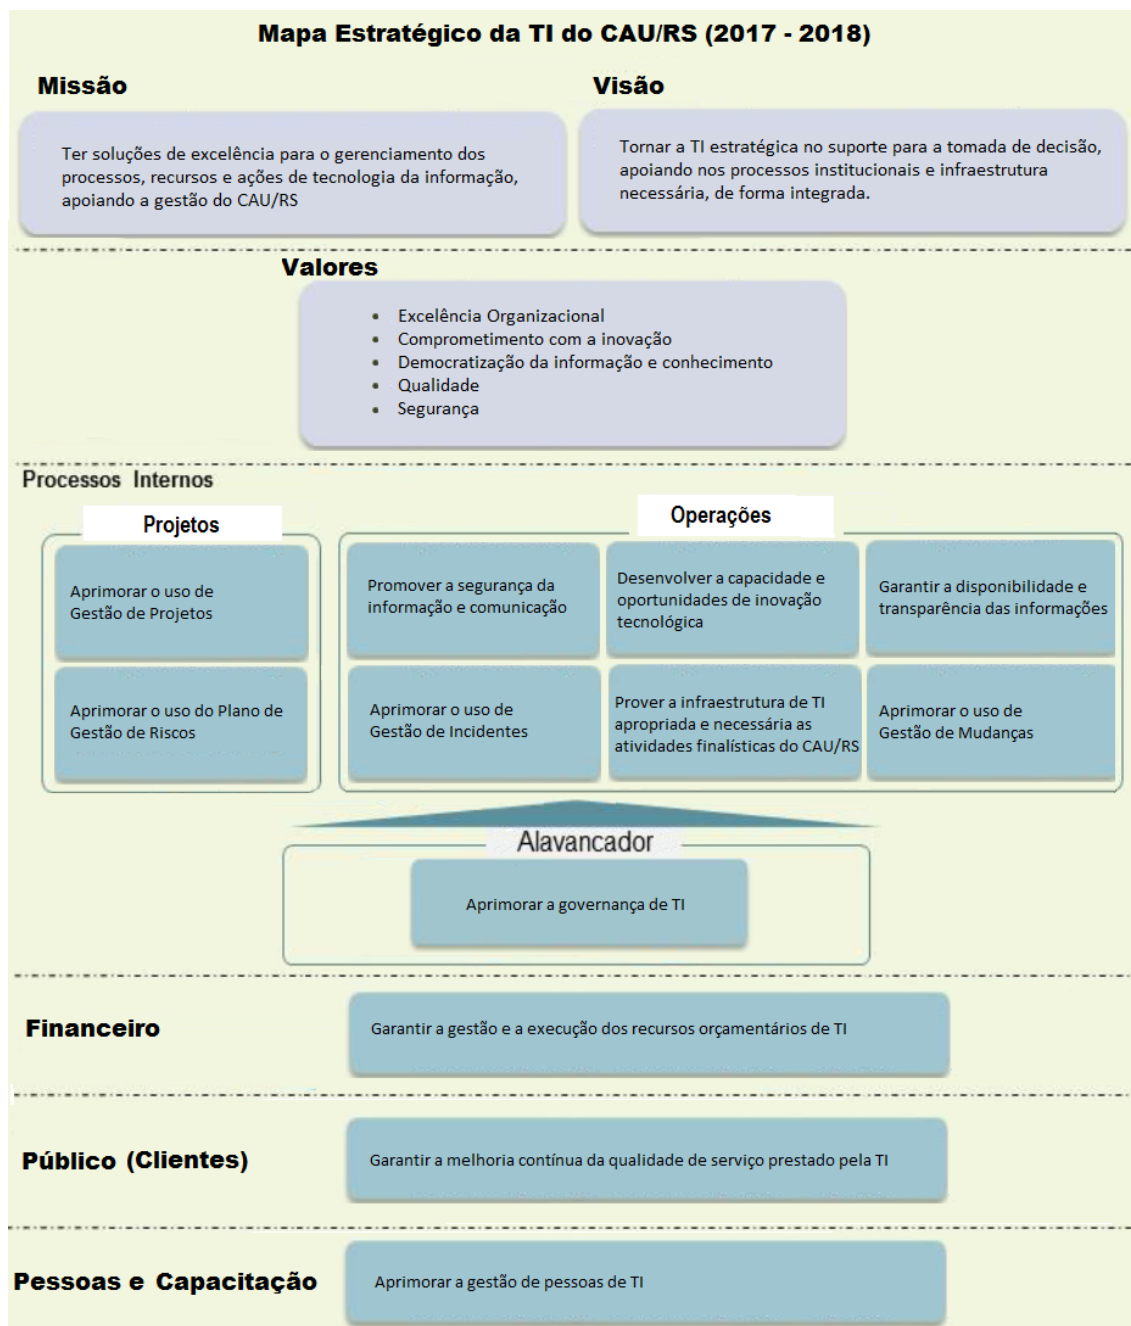 Mapa Estratégico da TI do CAU/RS (2017 - 2018)
Missão
Ter soluções de excelência para o gerenciamento dos
processos, recursos e ações de tecnologia da informação,
apoiando a gestão do CAU/RS
Visão
Tornar a TI estratégica no suporte para a tomada de decisão,
apoiando nos processos institucionais e infraestrutura
necessária, de forma integrada.
Valores
• Excelência Organizacional
• Comprometimento com a inovação
• Democratização da informação e conhecimento
• Qualidade
• Segurança
Processos Internos
Projetos
Aprimorar o uso de
Gestão de Projetos
Aprimorar o uso do Plano de
Gestão de Riscos
Operações
Promover a segurança da
informação e comunicação
Desenvolver a capacidade e
oportunidades de inovação
tecnológica
Garantir a disponibilidade e
transparência das informações
Aprimorar o uso de
Gestão de Incidentes
Prover a infraestrutura de TI
apropriada e necessária as
atividades finalísticas do CAU/RS
Aprimorar o uso de
Gestão de Mudanças
Alavancador
Aprimorar a governança de TI
Financeiro
Garantir a gestão e a execução dos recursos orçamentários de TI
Público (Clientes)
Garantir a melhoria contínua da qualidade de serviço prestado pela TI
Pessoas e Capacitação
Aprimorar a gestão de pessoas de TI